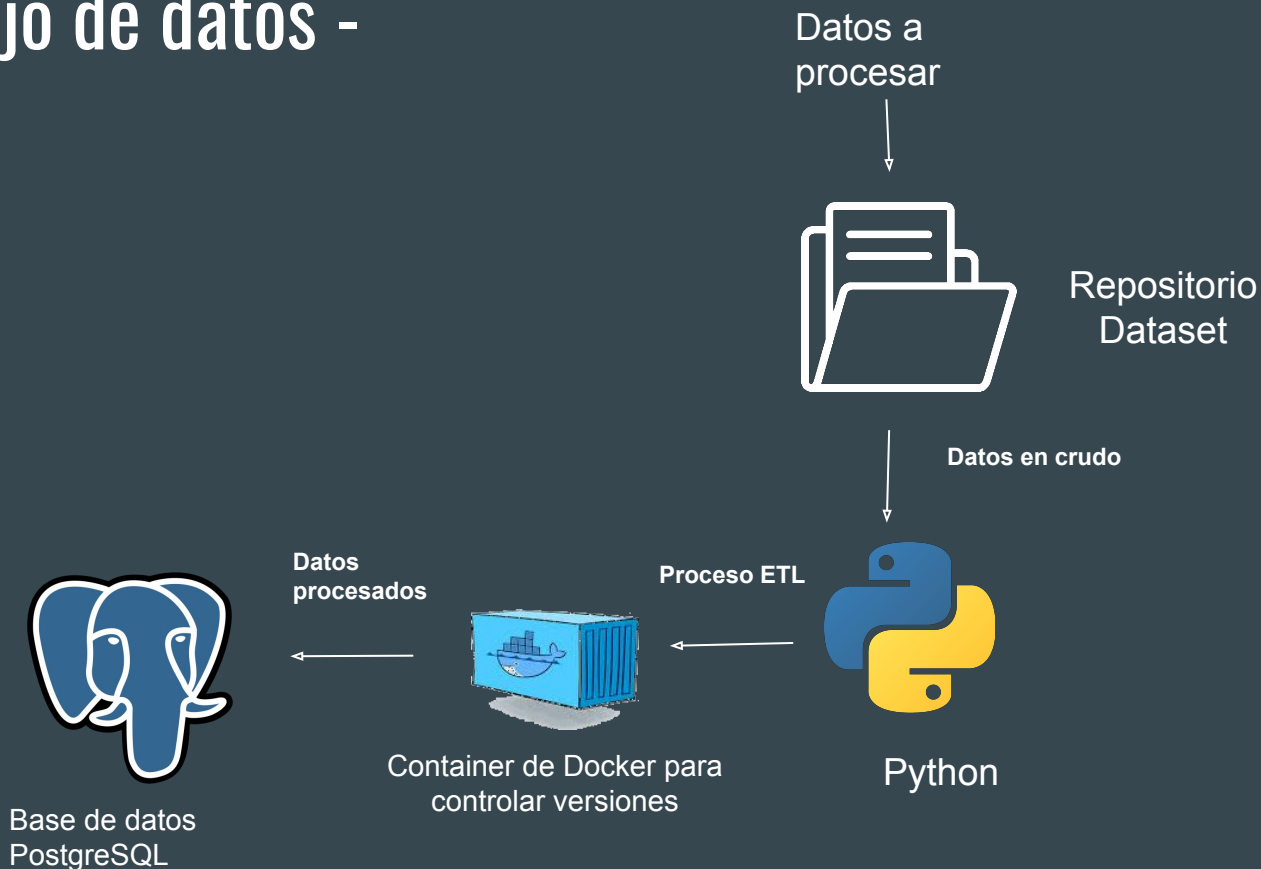 jo de datos -
Datos a
procesar
Repositorio
Dataset
Datos en crudo
Datos
procesados
Proceso ETL
Container de Docker para
controlar versiones
Python
Base de datos
PostgreSQL